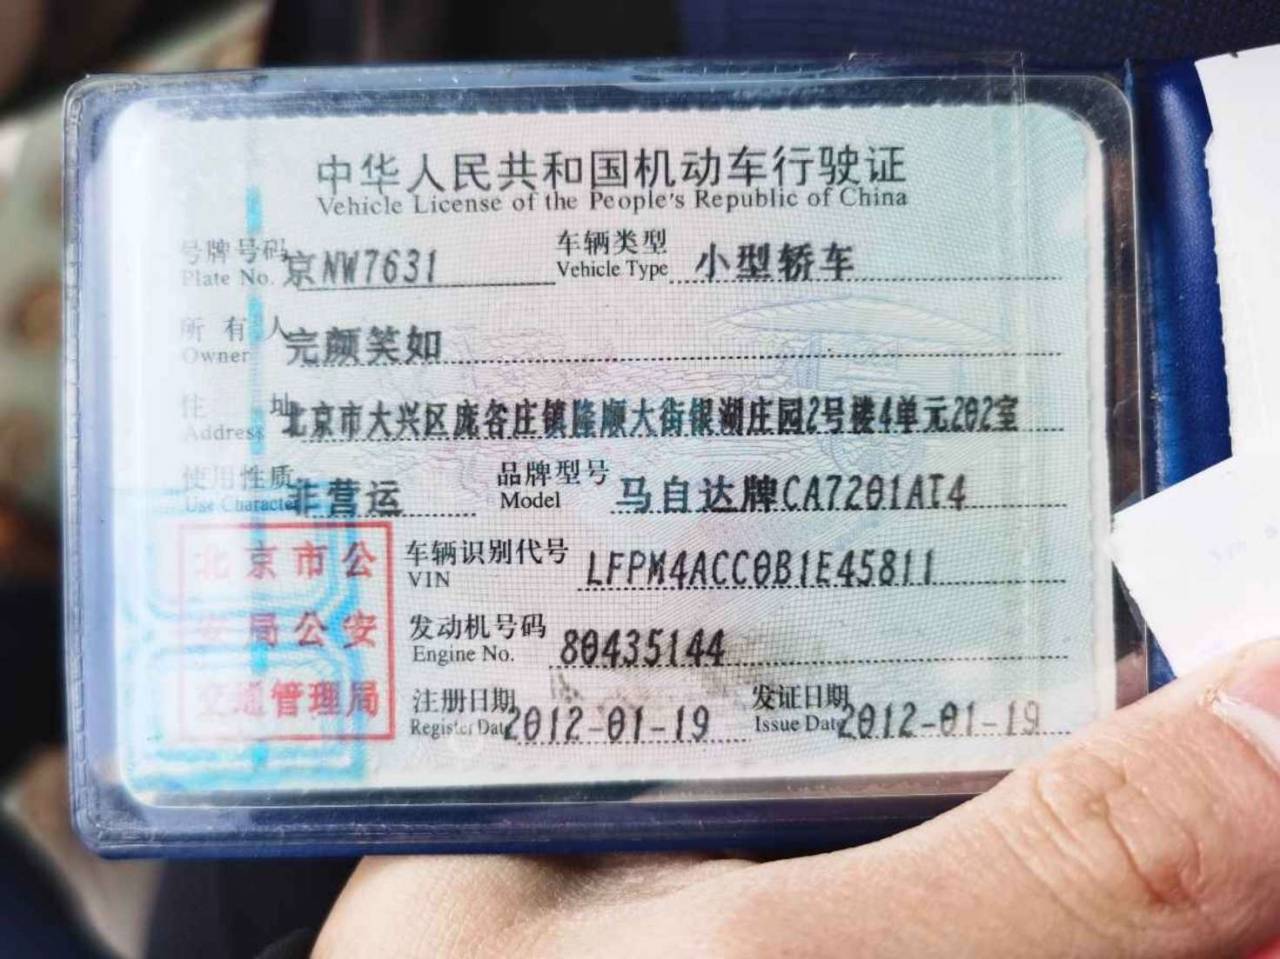 中华人民共和国机动车行驶证
Vehicle License of the People's Republic of China
号牌号码 京NW7631 车辆类型 小型轿车
Plate No. Vehicle Type
所有人 完颜笑如
Owner
住址 北京市大兴区庞各庄镇隆顺大街银湖庄园2号楼4单元202室
Address
使用性质 非营运 品牌型号 马自达牌CA7201AT4
Use Character Model
北京市公 车辆识别代号 LFPM4ACC0B1E45811
VIN
安局公安 发动机号码 80435144
Engine No.
交通管理局 注册日期 2012-01-19 发证日期 2012-01-19
Register Date Issue Date